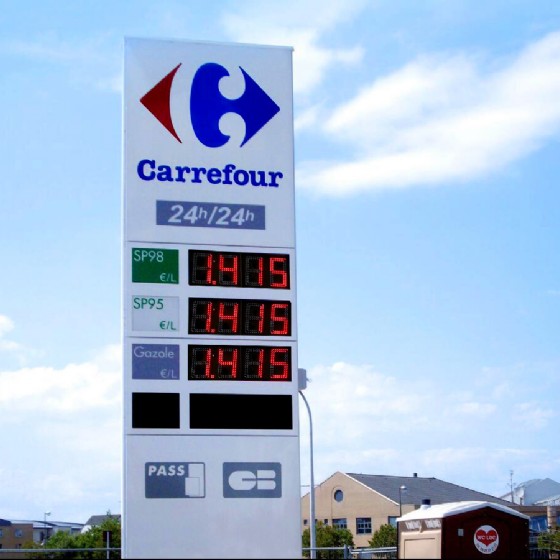 Carrefour
24h/24h
SP98
€/L
1.415
SP95
€/L
1.415
Gazole
€/L
1.415
PASS
CB